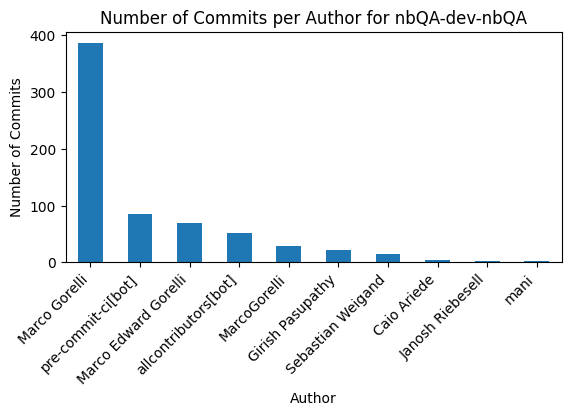 Number of Commits per Author for nbQA-dev-nbQA
Number of Commits
400
300
200
100
0
Marco Gorelli
pre-commit-ci[bot]
Marco Edward Gorelli
allcontributors[bot]
MarcoGorelli
Girish Pasupathy
Sebastian Weigand
Caio Ariede
Janosh Riebesell
mani
Author